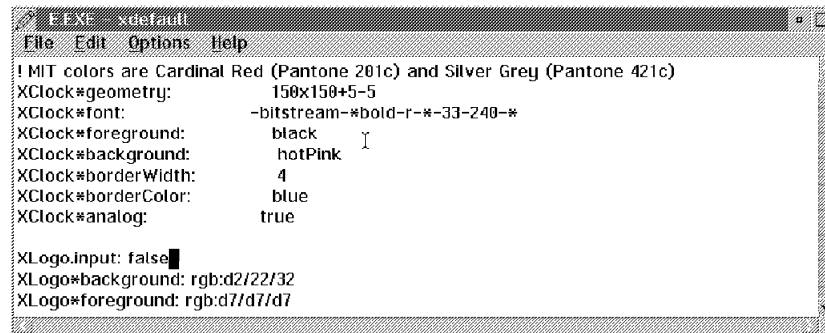 E.EXE - xdefault
File Edit Options Help
! MIT colors are Cardinal Red (Pantone 201c) and Silver Grey (Pantone 421c)
XClock*geometry: 150x150+5-5
XClock*font: -bitstream-*bold-r-*-33-240-*
XClock*foreground: black
XClock*background: hotPink
XClock*borderWidth: 4
XClock*borderColor: blue
XClock*analog: true
XLogo.input: false
XLogo*background: rgb:d2/22/32
XLogo*foreground: rgb:d7/d7/d7